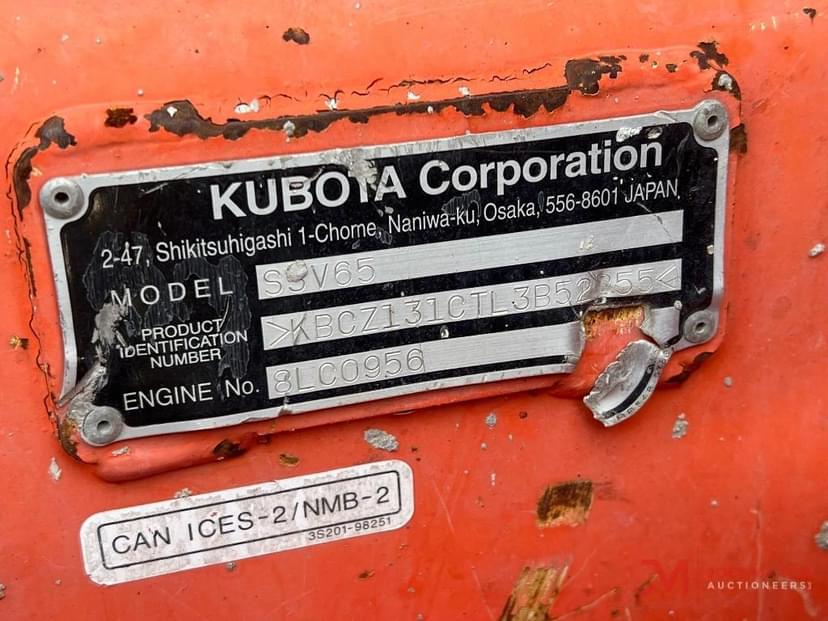 KUBOTA Corporation
2-47, Shikitsuhigashi 1-Chome, Naniwa-ku, Osaka, 556-8601 JAPAN
MODEL SSV65
PRODUCT IDENTIFICATION NUMBER
ENGINE No. 8LC0956
CAN ICES-2/NMB-2
3S201-98251
AUCTIONEERS